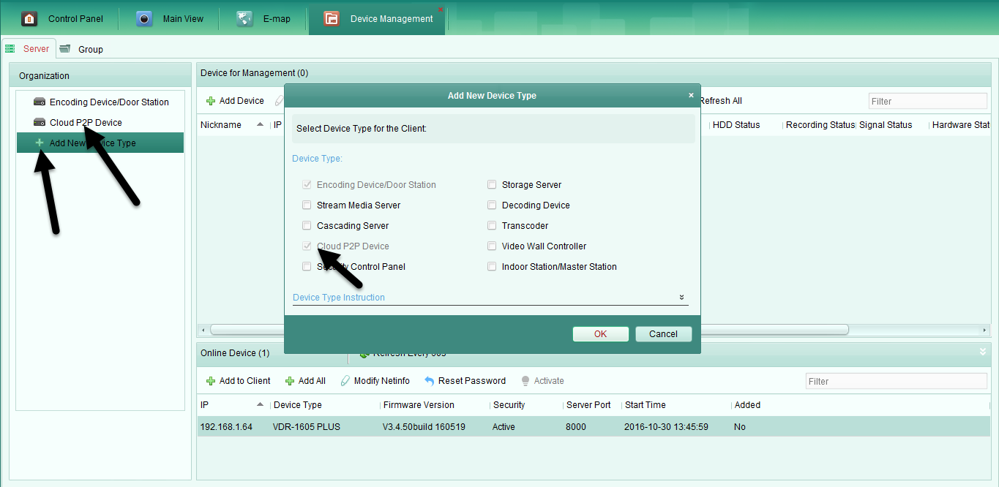 Control Panel
Main View
E-map
Device Management
Server
Group
Organization
Encoding Device/Door Station
Cloud P2P Device
Add New Device Type
Device for Management (0)
Add Device
Refresh All
Filter
Nickname
IP
HDD Status
Recording Status
Signal Status
Hardware Stat
Add New Device Type
Select Device Type for the Client:
Device Type:
Encoding Device/Door Station
Storage Server
Stream Media Server
Decoding Device
Cascading Server
Transcoder
Cloud P2P Device
Video Wall Controller
Security Control Panel
Indoor Station/Master Station
Device Type Instruction
OK
Cancel
Online Device (1)
Refresh Every 60s
Add to Client
Add All
Modify Netinfo
Reset Password
Activate
Filter
IP
Device Type
Firmware Version
Security
Server Port
Start Time
Added
192.168.1.64
VDR-1605 PLUS
V3.4.50build 160519
Active
8000
2016-10-30 13:45:59
No